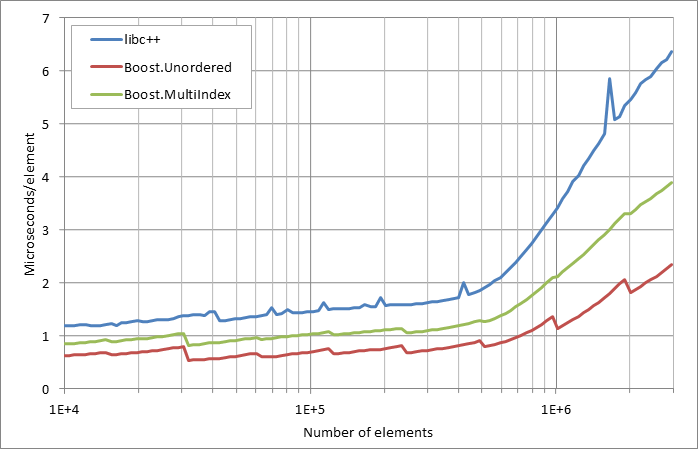 7
6
5
4
3
2
1
0
Microseconds/element
libc++
Boost.Unordered
Boost.MultiIndex
1E+4
1E+5
1E+6
Number of elements